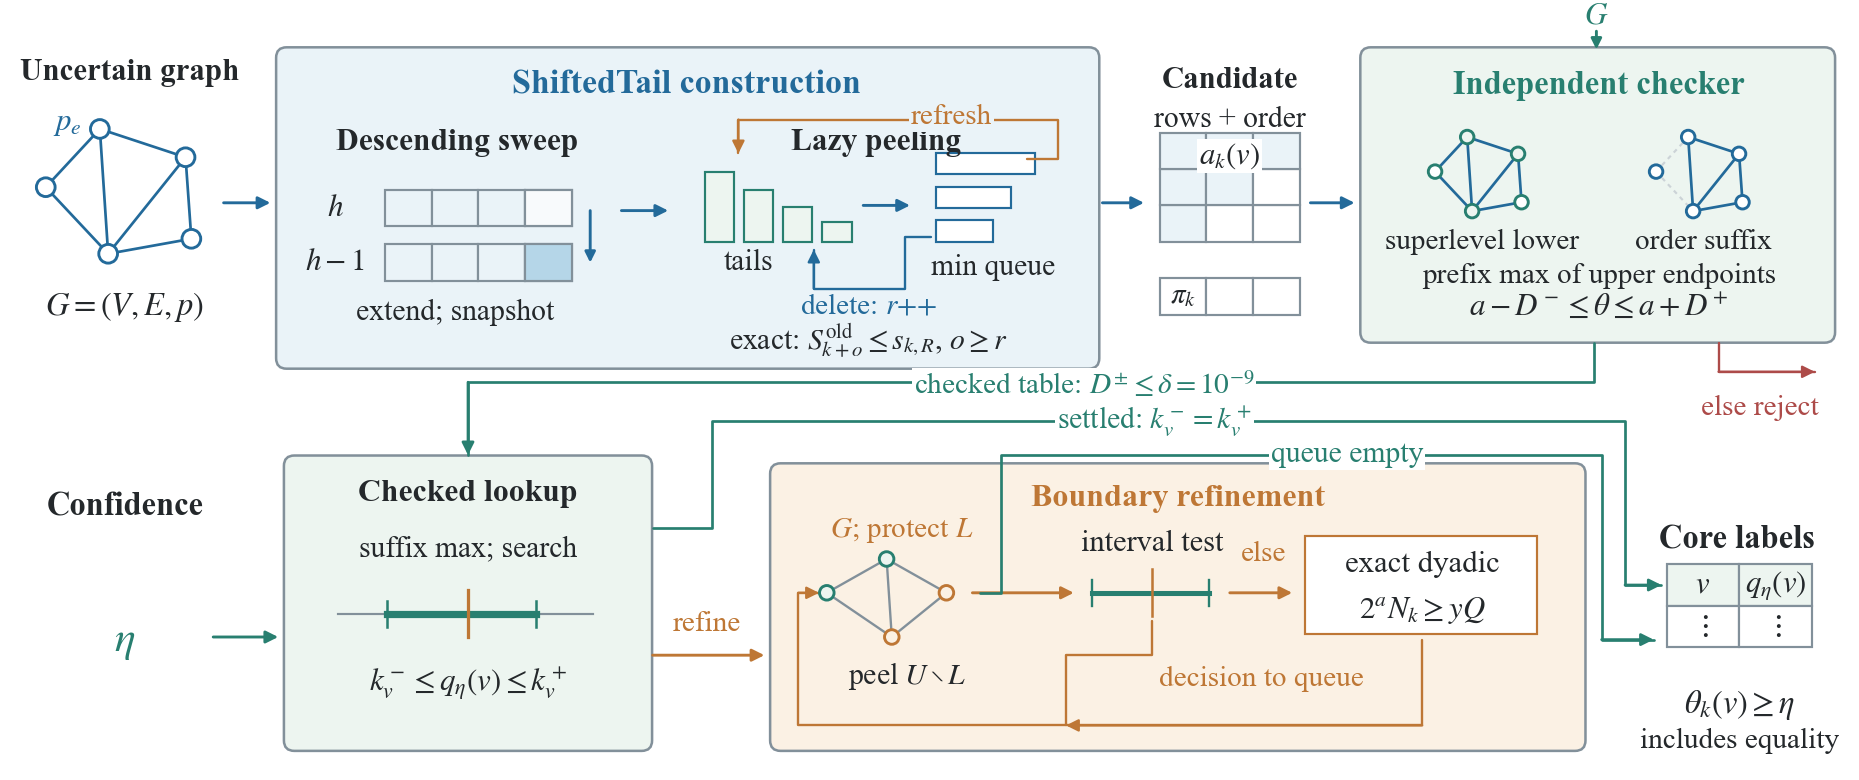 Uncertain graph
p_e
G = (V, E, p)
ShiftedTail construction
Descending sweep
h
h − 1
extend; snapshot
Lazy peeling
refresh
tails
min queue
delete: r++
exact: S^old_{k+o} ≤ s_{k,R}, o ≥ r
Candidate
rows + order
a_k(v)
π_k
G
Independent checker
superlevel lower
order suffix
prefix max of upper endpoints
a − D^− ≤ θ ≤ a + D^+
else reject
checked table: D^± ≤ δ = 10^{−9}
settled: k_v^− = k_v^+
queue empty
Confidence
η
Checked lookup
suffix max; search
k_v^− ≤ q_η(v) ≤ k_v^+
refine
Boundary refinement
G; protect L
peel U∖L
interval test
else
exact dyadic
2^a N_k ≥ yQ
decision to queue
Core labels
v q_η(v)
⋮ ⋮
θ_k(v) ≥ η
includes equality